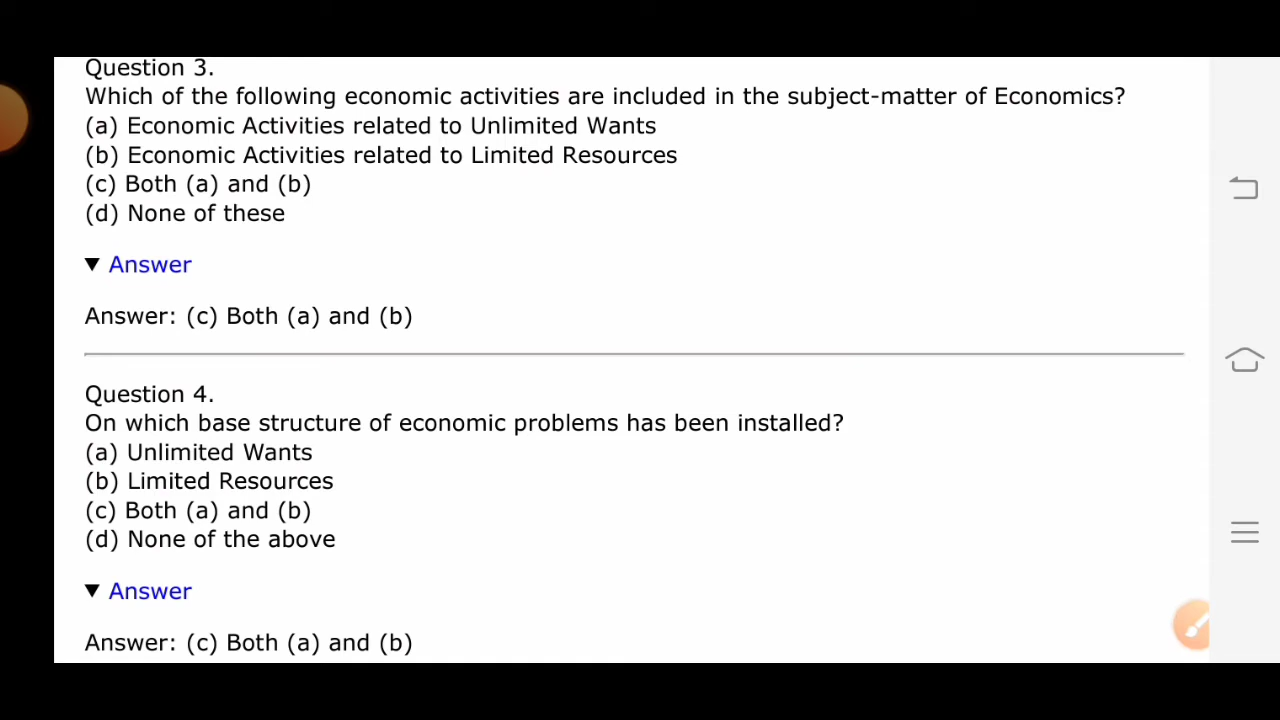 Question 3.
Which of the following economic activities are included in the subject-matter of Economics?
(a) Economic Activities related to Unlimited Wants
(b) Economic Activities related to Limited Resources
(c) Both (a) and (b)
(d) None of these
▼ Answer
Answer: (c) Both (a) and (b)
Question 4.
On which base structure of economic problems has been installed?
(a) Unlimited Wants
(b) Limited Resources
(c) Both (a) and (b)
(d) None of the above
▼ Answer
Answer: (c) Both (a) and (b)